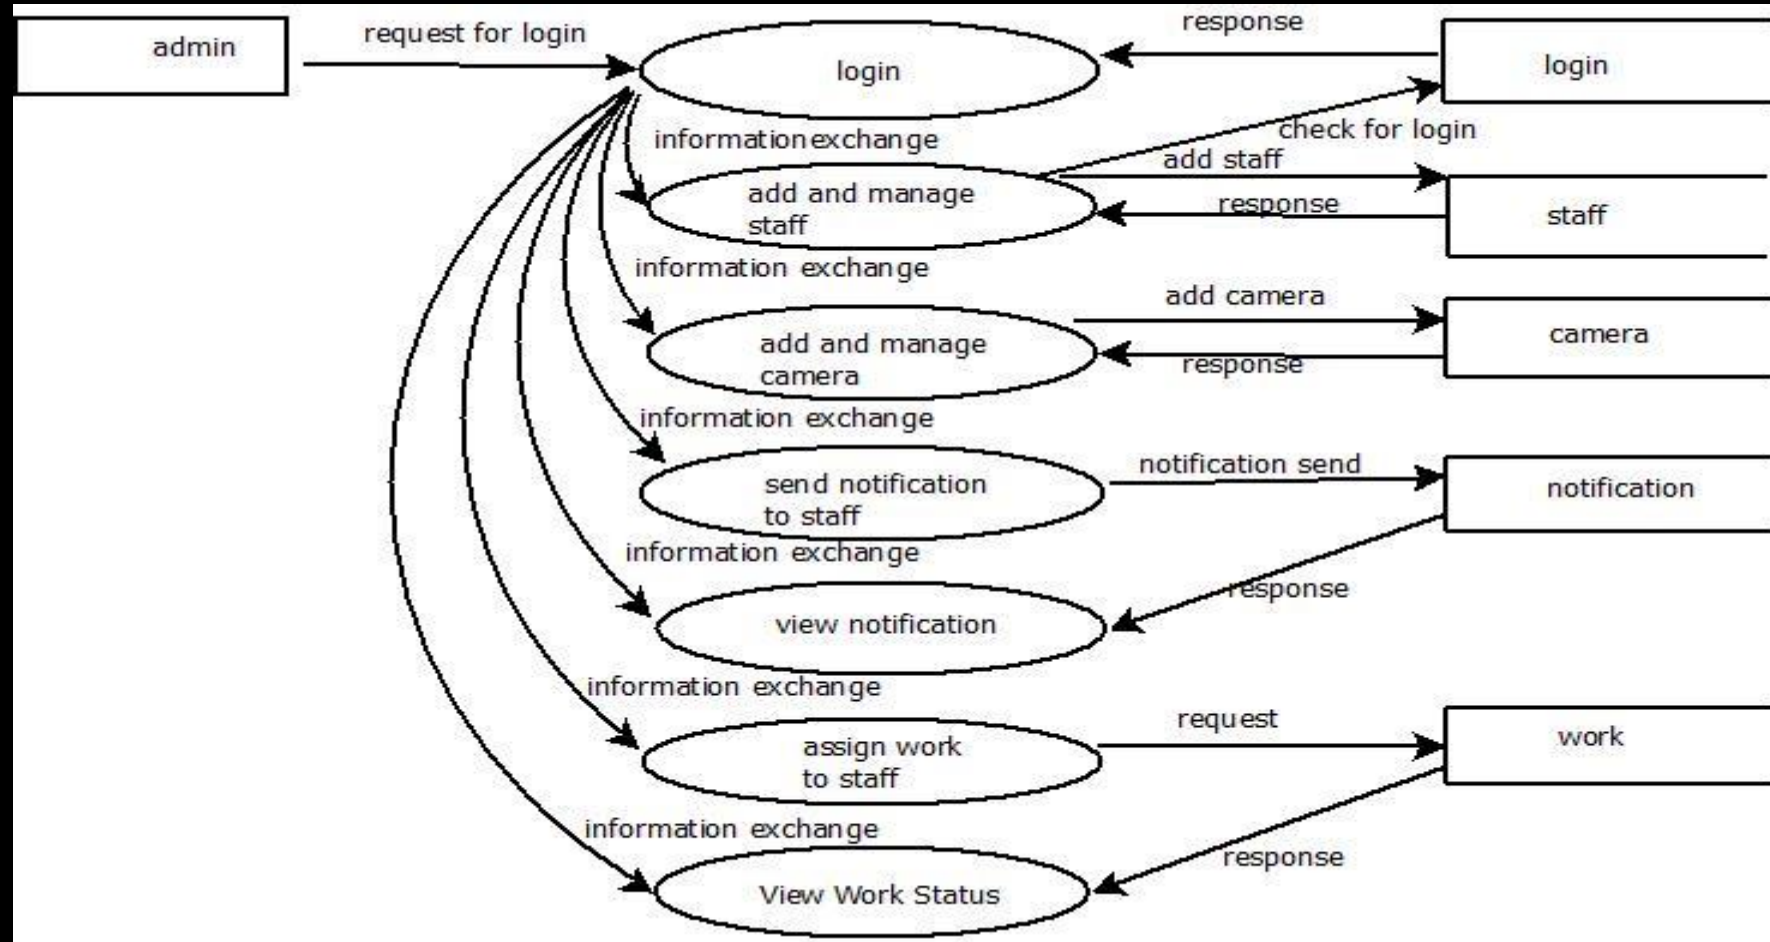 admin
request for login
login
response
login
informationexchange
check for login
add staff
add and manage
staff
response
staff
information exchange
add camera
add and manage
camera
response
camera
information exchange
notification send
send notification
to staff
notification
information exchange
response
view notification
information exchange
request
assign work
to staff
work
information exchange
response
View Work Status